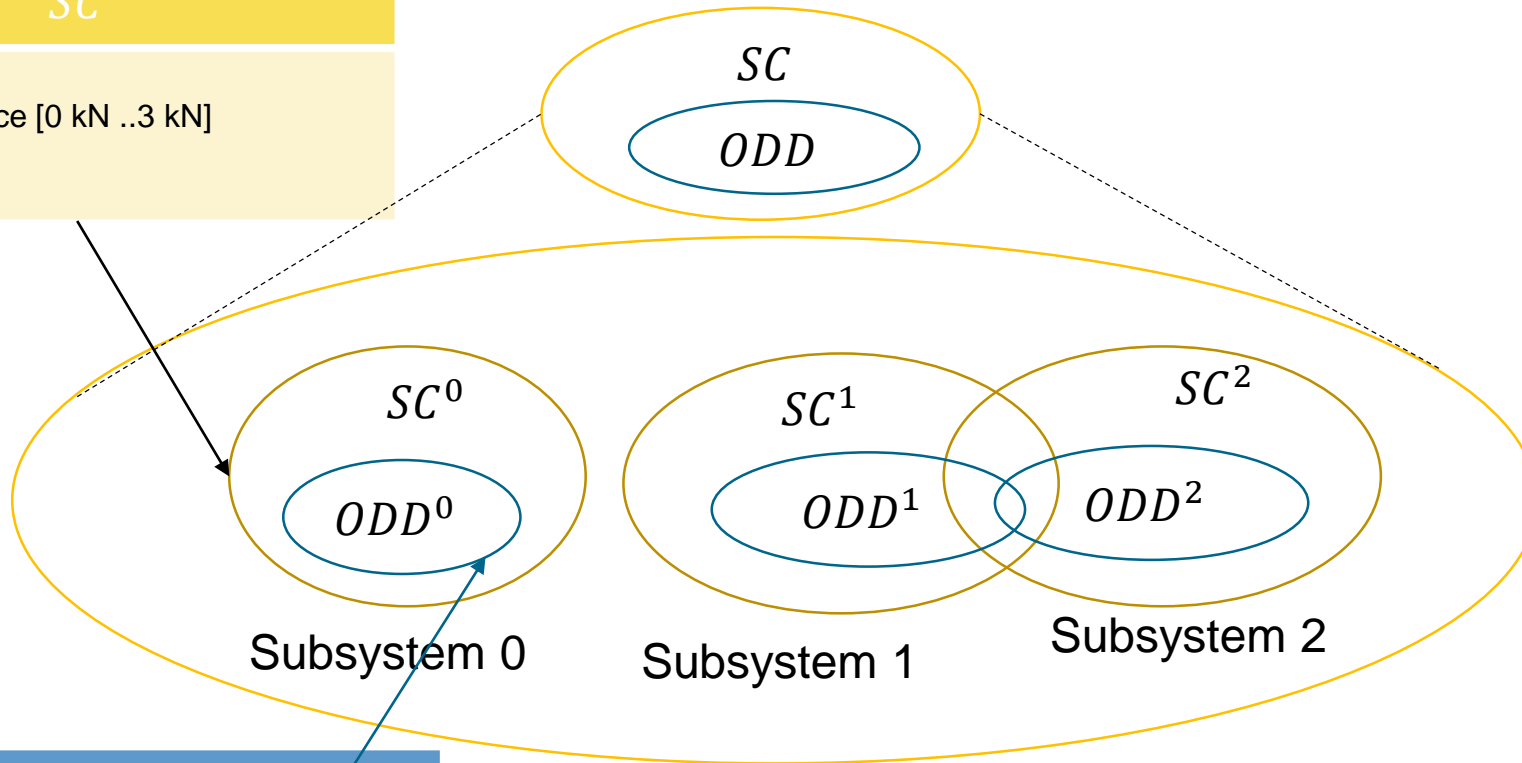 SC
[0 kN ..3 kN]
SC
ODD
SC⁰
SC¹
SC²
ODD⁰
ODD¹
ODD²
Subsystem 0
Subsystem 1
Subsystem 2